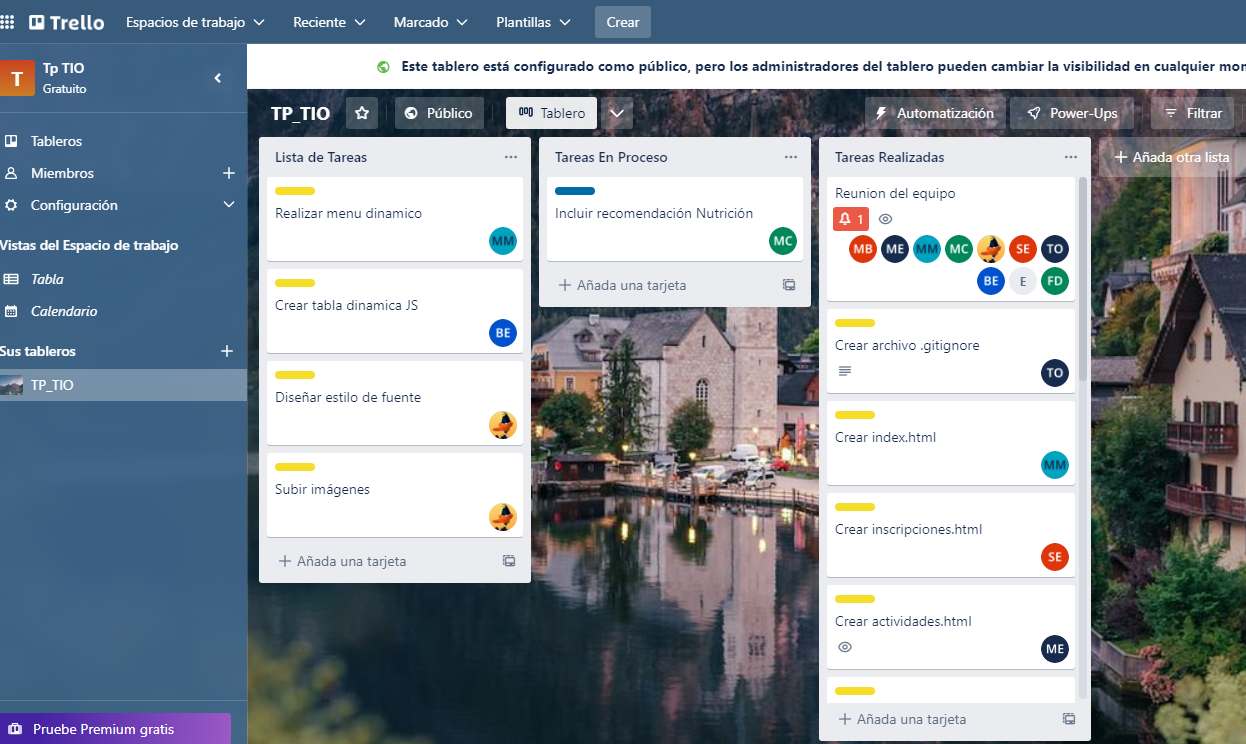 Trello
Espacios de trabajo
Reciente
Marcado
Plantillas
Crear
T
Tp TIO
Gratuito
Este tablero está configurado como público, pero los administradores del tablero pueden cambiar la visibilidad en cualquier mo
TP_TIO
Público
Tablero
Automatización
Power-Ups
Filtrar
Tableros
Miembros
Configuración
Vistas del Espacio de trabajo
Tabla
Calendario
Sus tableros
TP_TIO
Pruebe Premium gratis
Lista de Tareas
Realizar menu dinamico
MM
Crear tabla dinamica JS
BE
Diseñar estilo de fuente
Subir imágenes
Añada una tarjeta
Tareas En Proceso
Incluir recomendación Nutrición
MC
Añada una tarjeta
Tareas Realizadas
Reunion del equipo
1
MB ME MM MC SE TO
BE E FD
Crear archivo .gitignore
TO
Crear index.html
MM
Crear inscripciones.html
SE
Crear actividades.html
ME
Añada una tarjeta
Añada otra lista